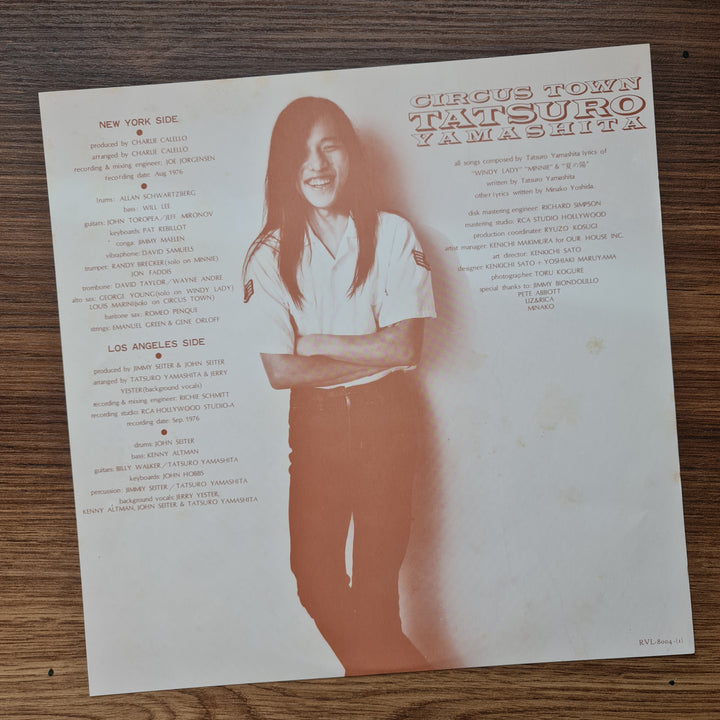 NEW YORK SIDE
produced by CHARLIE CALELLO
arranged by CHARLIE CALELLO
recording & mixing engineer; JOE JORGENSEN
recording date: Aug 1976
drums: ALLAN SCHWARTZBERG
bass: WILL LEE
guitars: JOHN TOROPEA/JEFF MIRONOV
keyboards: PAT REBILLOT
conga: JIMMY MAELEN
vibraphone: DAVID SAMUELS
trumper: RANDY BRECKER(solo on MINNIE)
JON FADDIS
trombone: DAVID TAYLOR/WAYNE ANDRE
alto sax: GEORGE YOUNG(solo on WINDY LADY)
LOUIS MARINI(solo on CIRCUS TOWN)
baritone sax: ROMEO PENQUE
strings: EMANUEL GREEN & GENE ORLOFF
LOS ANGELES SIDE
produced by JIMMY SEITER & JOHN SEITER
arranged by TATSURO YAMASHITA & JERRY
YESTER(background vocals)
recording & mixing engineer: RICHIE SCHMITT
recording studio: RCA HOLLYWOOD STUDIO-A
recording date: Sep. 1976
drums: JOHN SEITER
bass: KENNY ALTMAN
guitars: BILLY WALKER/TATSURO YAMASHITA
keyboards: JOHN HOBBS
percussion: JIMMY SEITER/TATSURO YAMASHITA
background vocals: JERRY YESTER,
KENNY ALTMAN, JOHN SEITER & TATSURO YAMASHITA
CIRCUS TOWN
TATSURO
YAMASHITA
all songs composed by Tatsuro Yamashita lyrics of
"WINDY LADY" "MINNIE" & "夏の陽"
written by Tatsuro Yamashita
other lyrics written by Minako Yoshida.
disk mastering engineer: RICHARD SIMPSON
mastering studio: RCA STUDIO HOLLYWOOD
production coordinator RYUZO KOSUGI
artist manager: KENICHI MAKIMURA for OUR HOUSE INC.
art director: KENKICHI SATO
designer: KENKICHI SATO + YOSHIAKI MARUYAMA
photographer: TORU KOGURE
special thanks to: JIMMY BIONDOLILLO
PETE ABBOTT
LIZ&RICA
MINAKO
RVL-8004-(1)